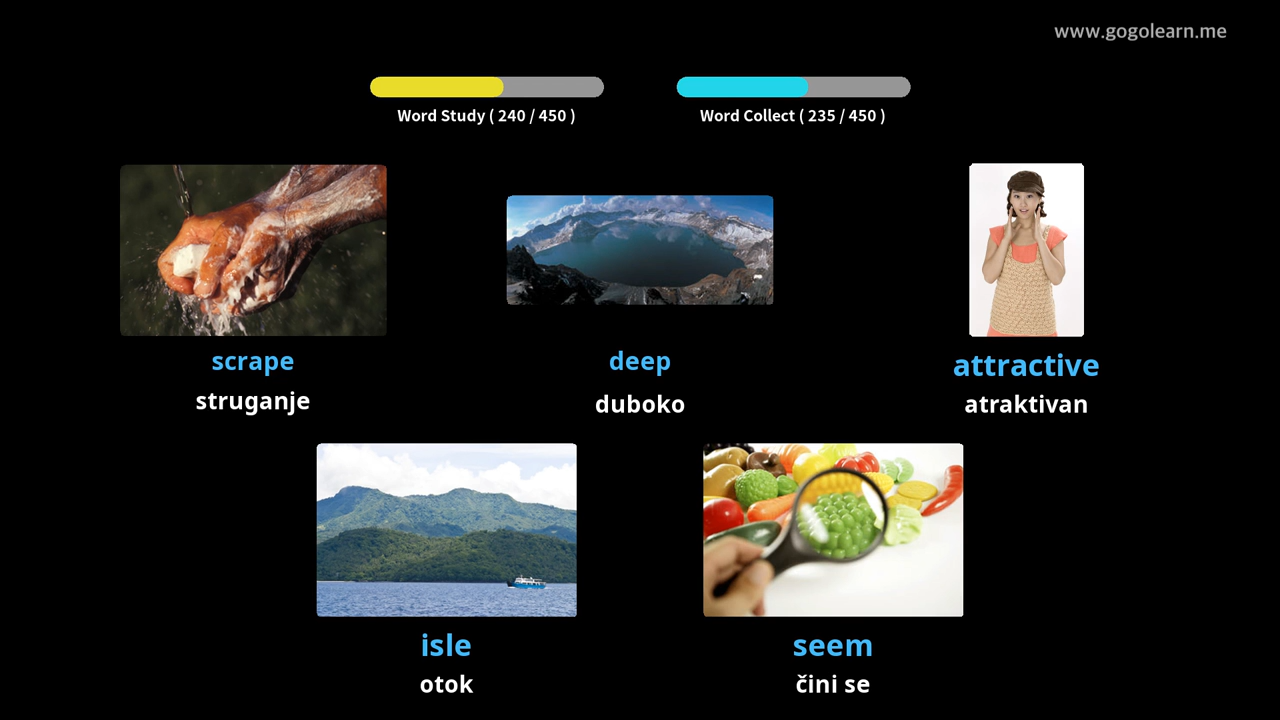 www.gogolearn.me
Word Study ( 240 / 450 )
Word Collect ( 235 / 450 )
scrape
struganje
deep
duboko
attractive
atraktivan
isle
otok
seem
čini se